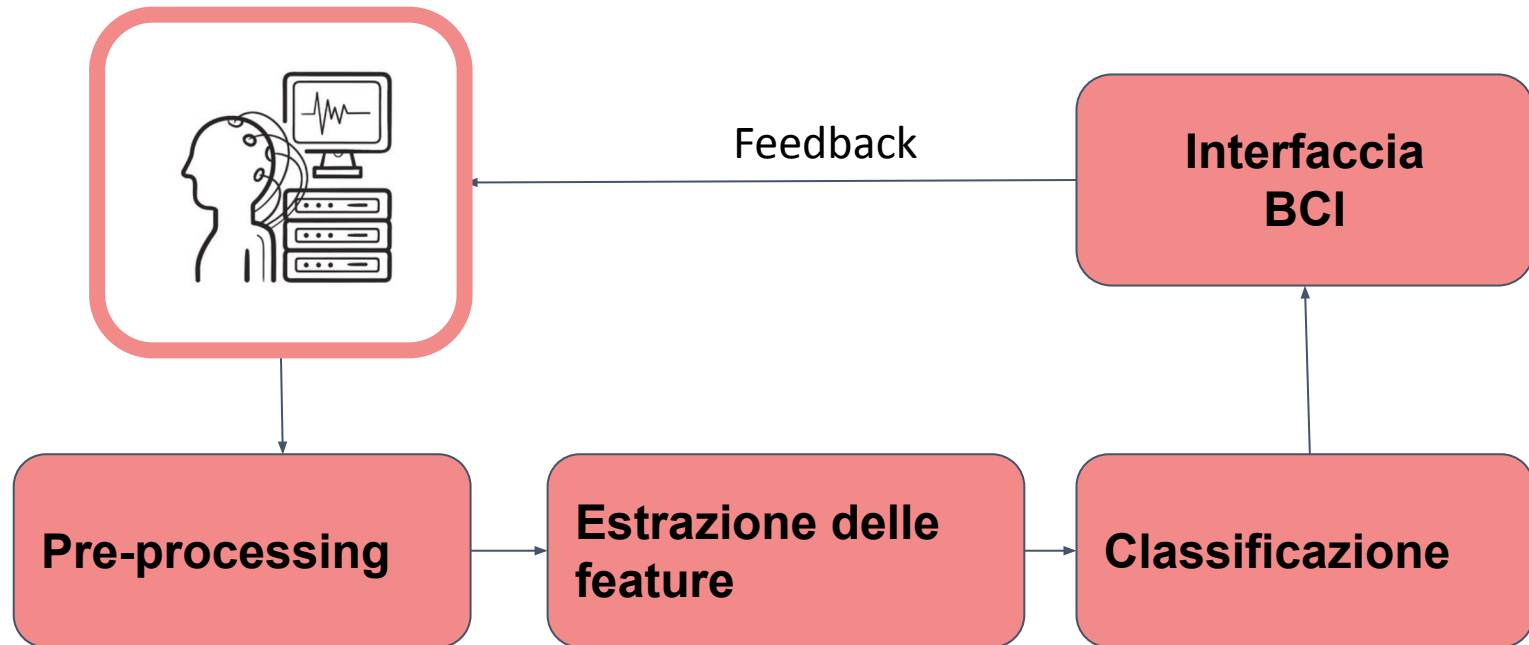 Feedback
Interfaccia
BCI
Pre-processing
Estrazione delle
feature
Classificazione